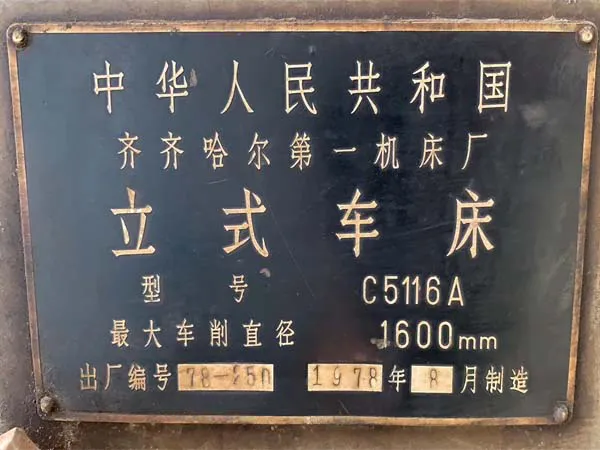 中华人民共和国
齐齐哈尔第一机床厂
立式车床
型号 C5116A
最大车削直径 1600mm
出厂编号 1978年8月制造